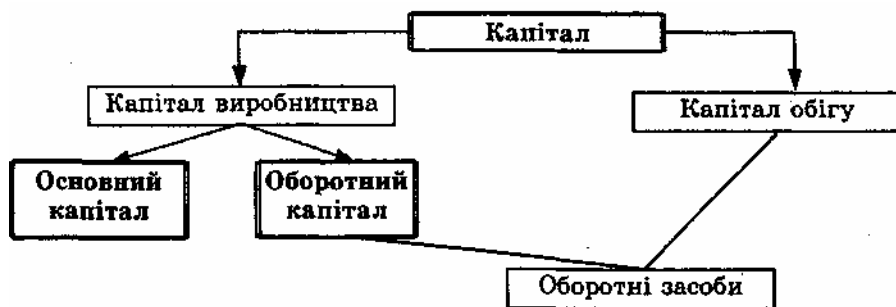 Капітал
Капітал виробництва
Капітал обігу
Основний
капітал
Оборотний
капітал
Оборотні засоби